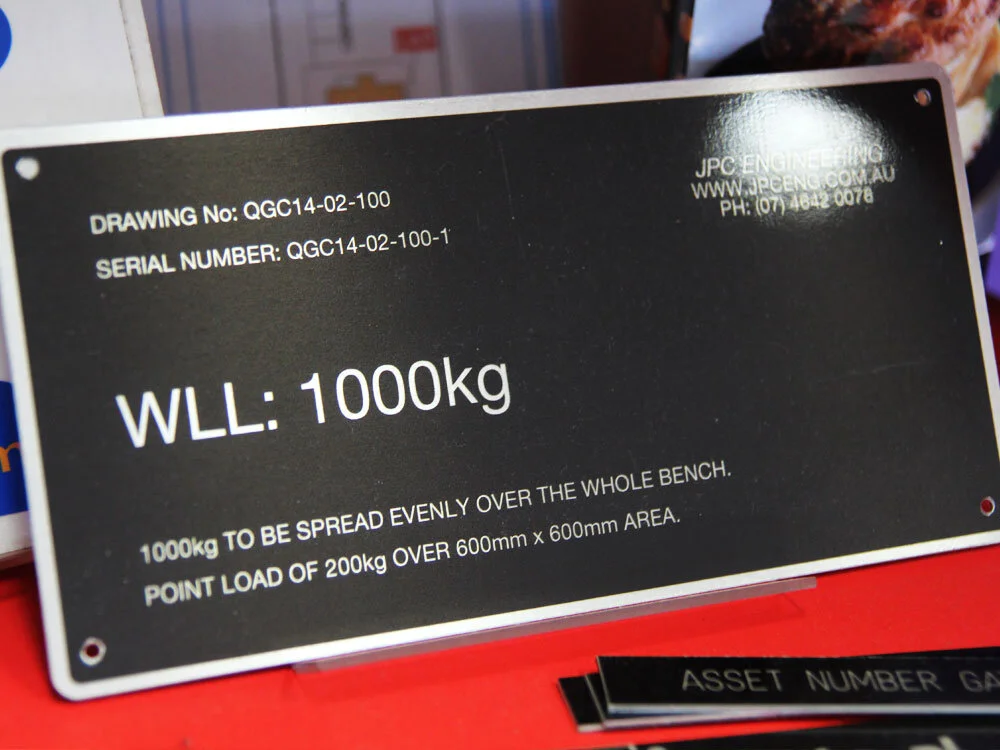 JPC ENGINEERING
WWW.JPCENG.COM.AU
PH: (07) 4642 0078
DRAWING No: QGC14-02-100
SERIAL NUMBER: QGC14-02-100-1
WLL: 1000kg
1000kg TO BE SPREAD EVENLY OVER THE WHOLE BENCH.
POINT LOAD OF 200kg OVER 600mm x 600mm AREA.
ASSET NUMBER GA